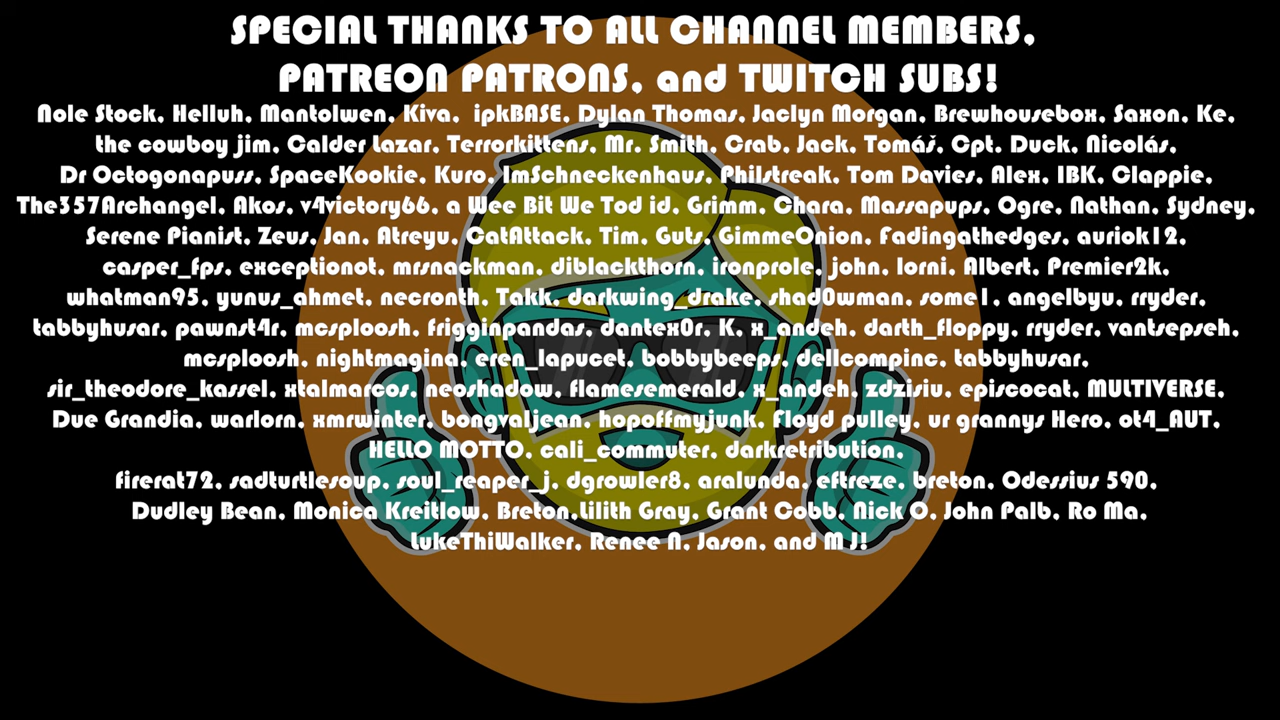 SPECIAL THANKS TO ALL CHANNEL MEMBERS,
PATREON PATRONS, and TWITCH SUBS!
Nole Stock, Helluh, Mantolwen, Kiva, ipkBASE, Dylan Thomas, Jaclyn Morgan, Brewhousebox, Saxon, Ke,
the cowboy jim, Calder Lazar, Terrorkittens, Mr. Smith, Crab, Jack, Tomáš, Cpt. Duck, Nicolás,
Dr Octogonapuss, SpaceKookie, Kuro, ImSchneckenhaus, Philstreak, Tom Davies, Alex, IBK, Clappie,
The357Archangel, Akos, v4victory66, a Wee Bit We Tod id, Grimm, Chara, Massapups, Ogre, Nathan, Sydney,
Serene Pianist, Zeus, Jan, Atreyu, CatAttack, Tim, Guts, GimmeOnion, Fadingathedges, auriok12,
casper_fps, exceptionot, mrsnackman, diblackthorn, ironprole, john, lorni, Albert, Premier2k,
whatman95, yunus_ahmet, necronth, Takk, darkwing_drake, shad0wman, some1, angelbyu, rryder,
tabbyhusar, pawnst4r, mcsploosh, frigginpandas, dantex0r, K, x_andeh, darth_floppy, rryder, vantsepseh,
mcsploosh, nightmagina, eren_lapucet, bobbybeeps, dellcompinc, tabbyhusar,
sir_theodore_kassel, xtalmarcos, neoshadow, flamesemerald, x_andeh, zdzisiu, episcocat, MULTIVERSE,
Due Grandia, warlorn, xmrwinter, bongvaljean, hopoffmyjunk, Floyd pulley, ur grannys Hero, ot4_AUT,
HELLO MOTTO, cali_commuter, darkretribution,
firerat72, sadturtlesoup, soul_reaper_j, dgrowler8, aralunda, eftreze, breton, Odessius 590,
Dudley Bean, Monica Kreitlow, Breton,Lilith Gray, Grant Cobb, Nick O, John Palb, Ro Ma,
LukeThiWalker, Renee N, Jason, and M J!